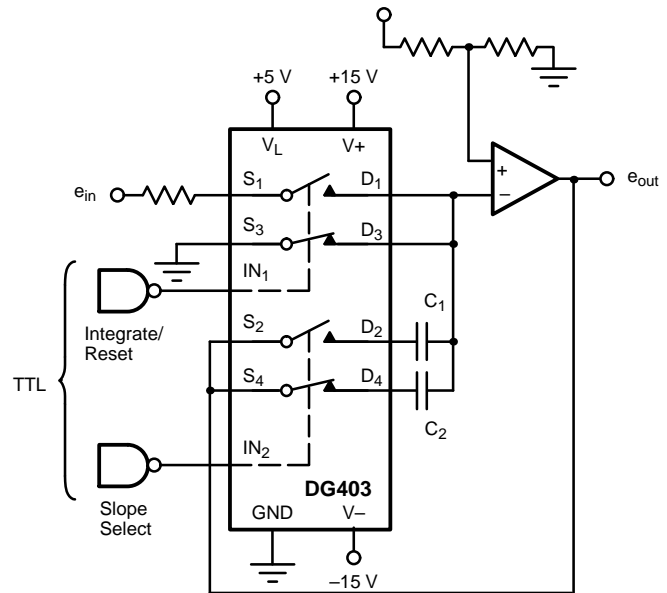 +5 V
+15 V
V_L
V+
e_in
S_1
D_1
+
–
e_out
S_3
D_3
IN_1
C_1
Integrate/
Reset
S_2
D_2
TTL
S_4
D_4
C_2
IN_2
DG403
Slope
Select
GND
V–
–15 V